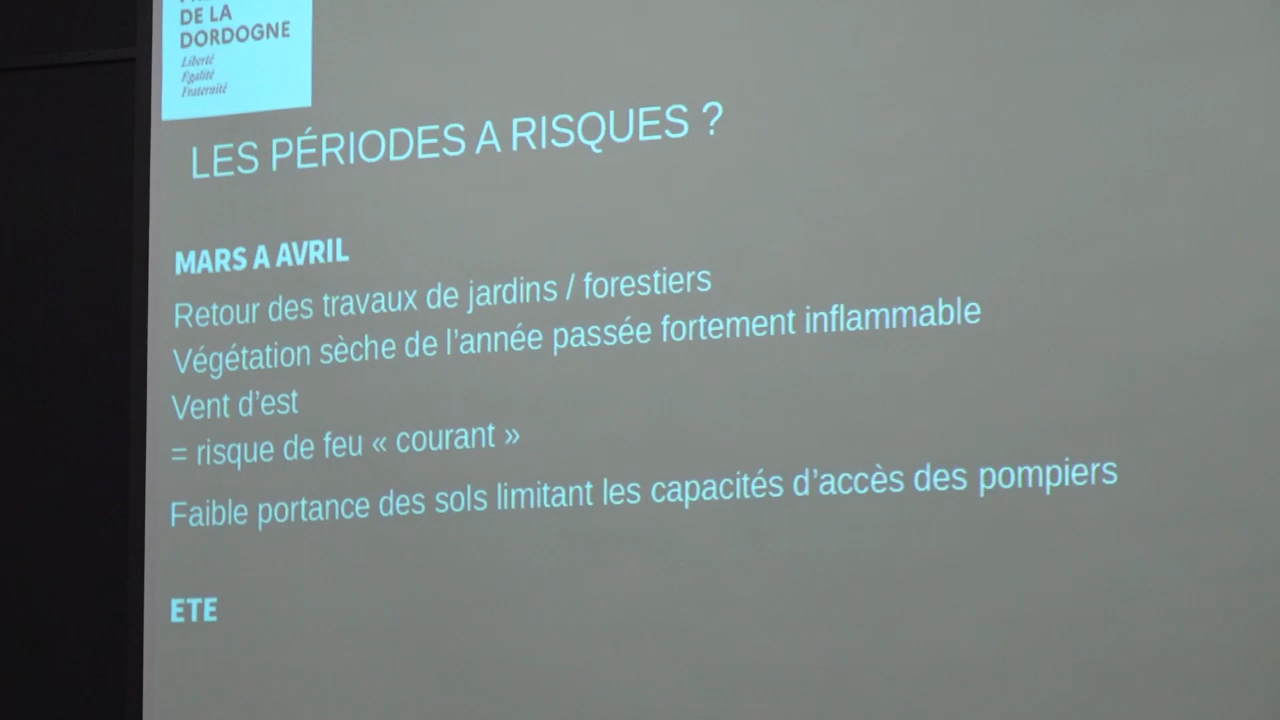 DE LA
DORDOGNE
Liberté
Égalité
Fraternité
LES PÉRIODES A RISQUES ?
MARS A AVRIL
Retour des travaux de jardins / forestiers
Végétation sèche de l’année passée fortement inflammable
Vent d’est
= risque de feu « courant »
Faible portance des sols limitant les capacités d’accès des pompiers
ETE